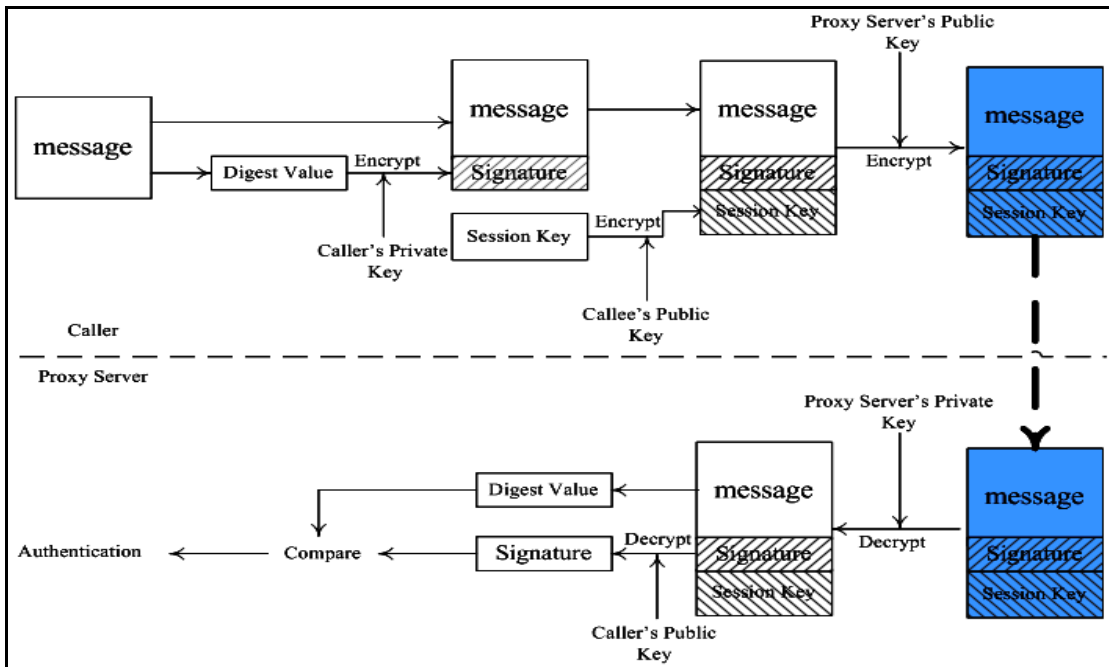 Proxy Server's Public
Key
message
message
message
message
Digest Value
Encrypt
Signature
Signature
Encrypt
Signature
Session Key
Encrypt
Session Key
Session Key
Caller's Private
Key
Callee's Public
Key
Caller
Proxy Server
Proxy Server's Private
Key
Digest Value
message
message
Authentication
Compare
Signature
Decrypt
Signature
Decrypt
Signature
Session Key
Session Key
Caller's Public
Key